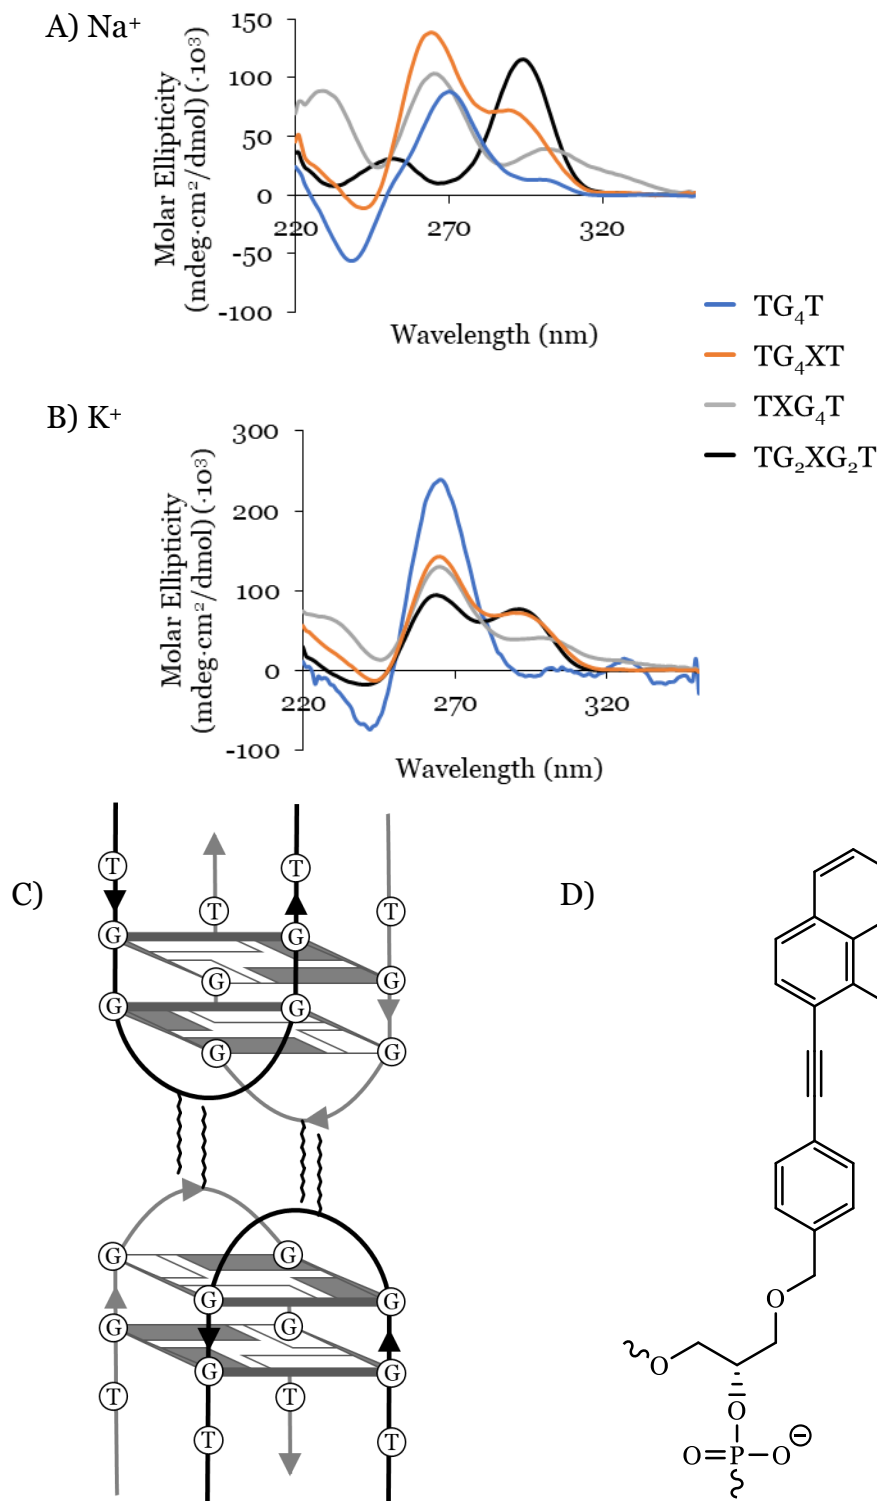 A) Na⁺
150
100
50
0
-50
-100
220 270 320
Molar Ellipticity
(mdeg·cm²/dmol) (·10³)
Wavelength (nm)
TG₄T
TG₄XT
TXG₄T
TG₂XG₂T
B) K⁺
300
200
100
0
-100
220 270 320
Molar Ellipticity
(mdeg·cm²/dmol) (·10³)
Wavelength (nm)
C)
T T
T T
G G
G G
G G
G G
G G
G G
G G
G G
T T
T T
D)
O
O
O
O=P-O⊖